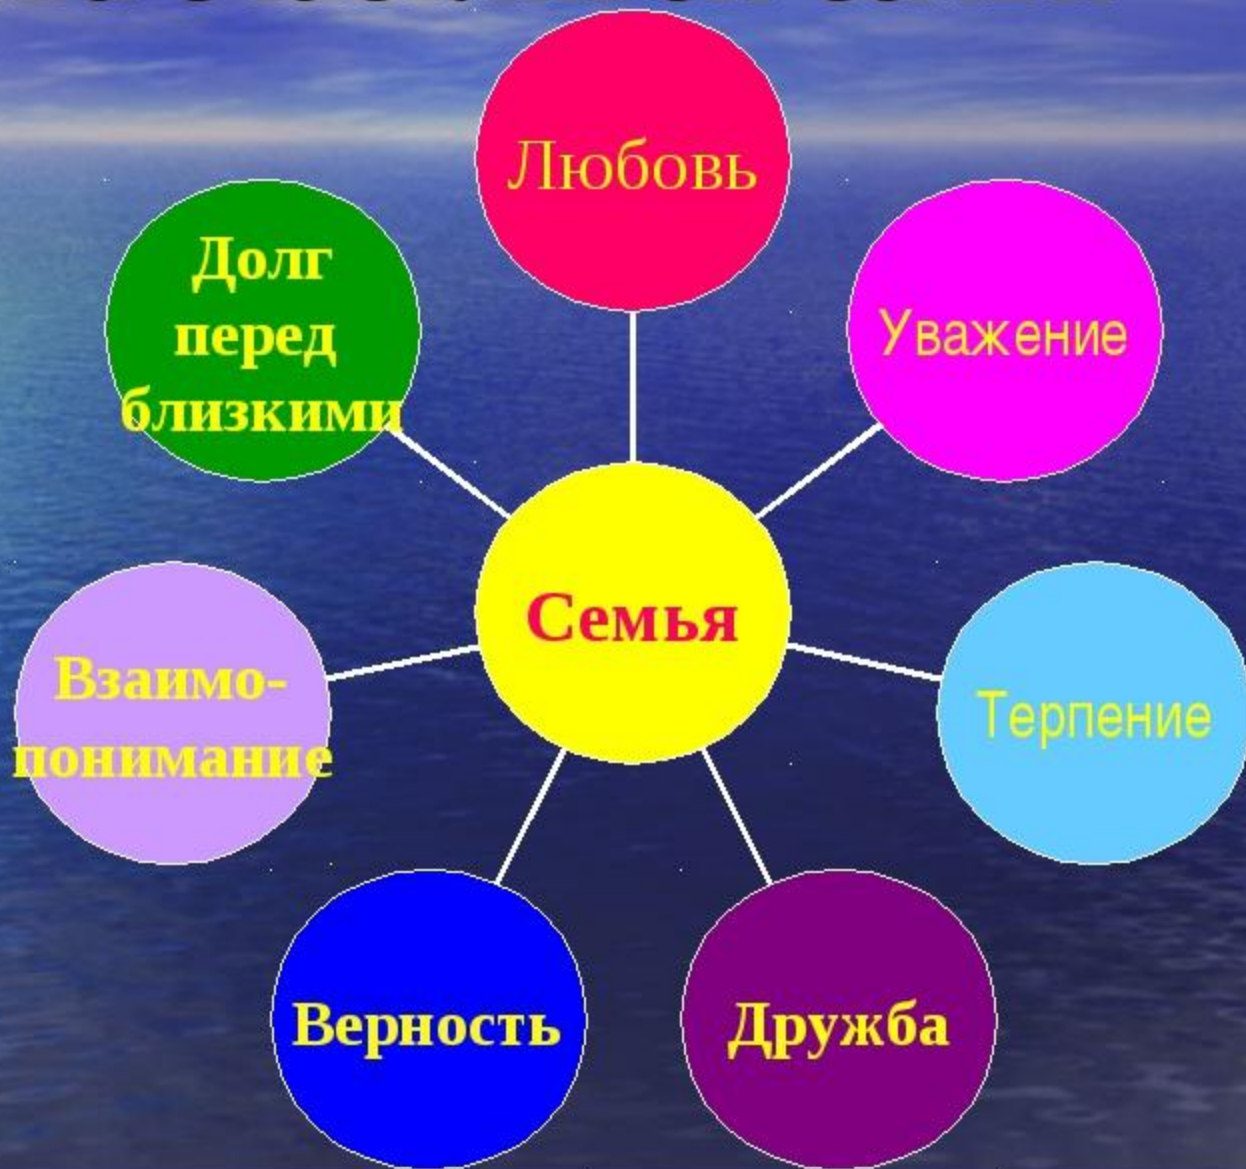 Любовь
Уважение
Терпение
Дружба
Верность
Взаимо-
понимание
Долг
перед
близкими
Семья